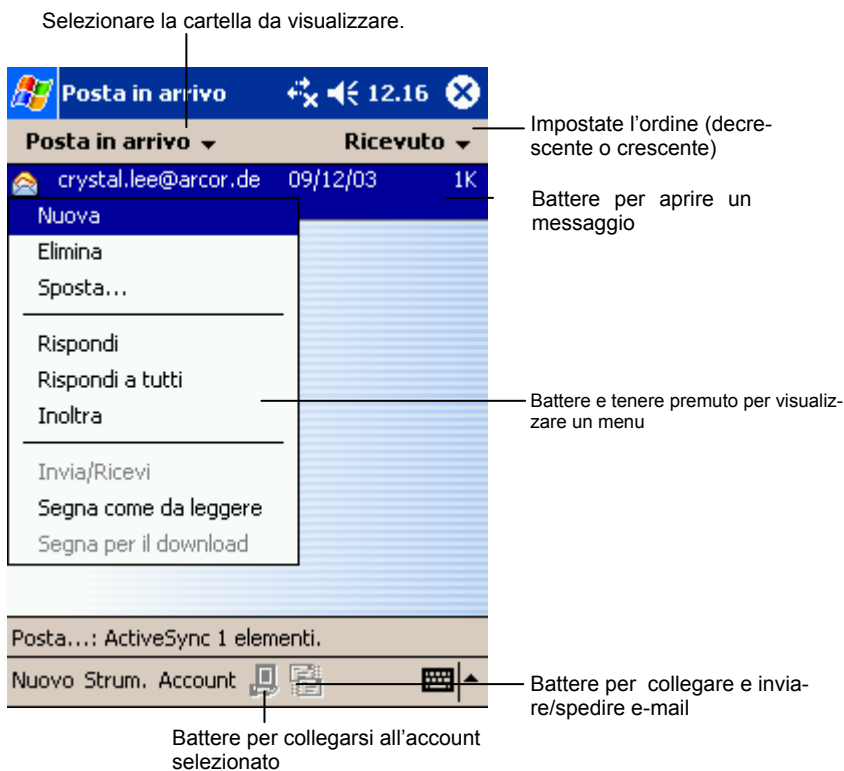 Selezionare la cartella da visualizzare.
Posta in arrivo 12.16
Posta in arrivo Ricevuto
Impostate l'ordine (decre-
scente o crescente)
crystal.lee@arcor.de 09/12/03 1K
Battere per aprire un
messaggio
Nuova
Elimina
Sposta...
Rispondi
Rispondi a tutti
Inoltra
Battere e tenere premuto per visualiz-
zare un menu
Invia/Ricevi
Segna come da leggere
Segna per il download
Posta...: ActiveSync 1 elementi.
Nuovo Strum. Account
Battere per collegare e invia-
re/spedire e-mail
Battere per collegarsi all'account
selezionato